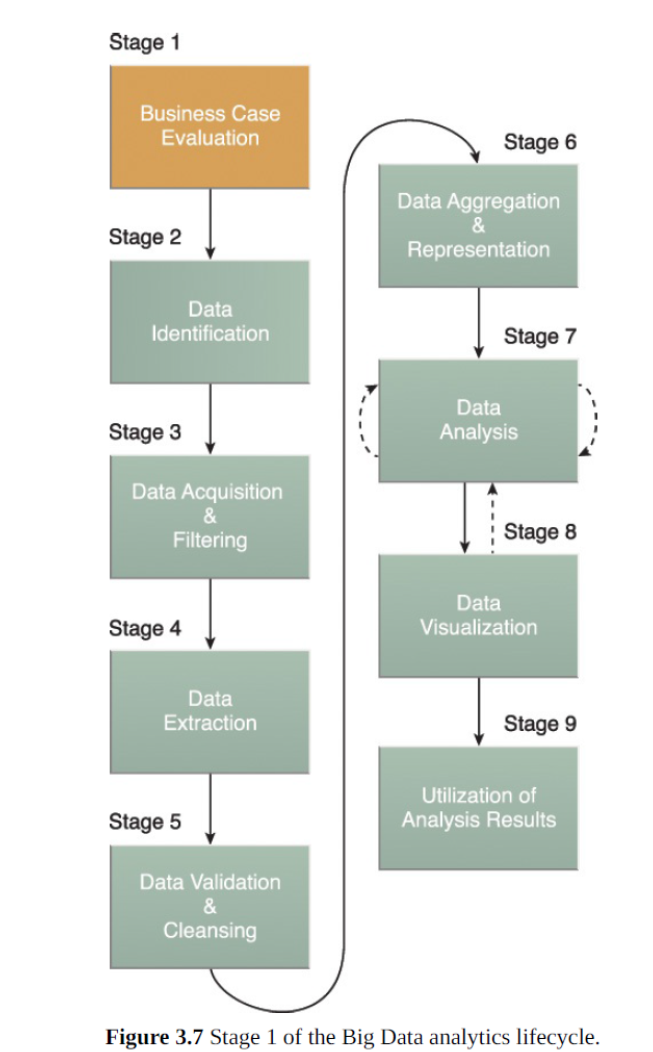 Stage 1
Business Case
Evaluation
Stage 2
Data
Identification
Stage 3
Data Acquisition
&
Filtering
Stage 4
Data
Extraction
Stage 5
Data Validation
&
Cleansing
Stage 6
Data Aggregation
&
Representation
Stage 7
Data
Analysis
Stage 8
Data
Visualization
Stage 9
Utilization of
Analysis Results
Figure 3.7 Stage 1 of the Big Data analytics lifecycle.